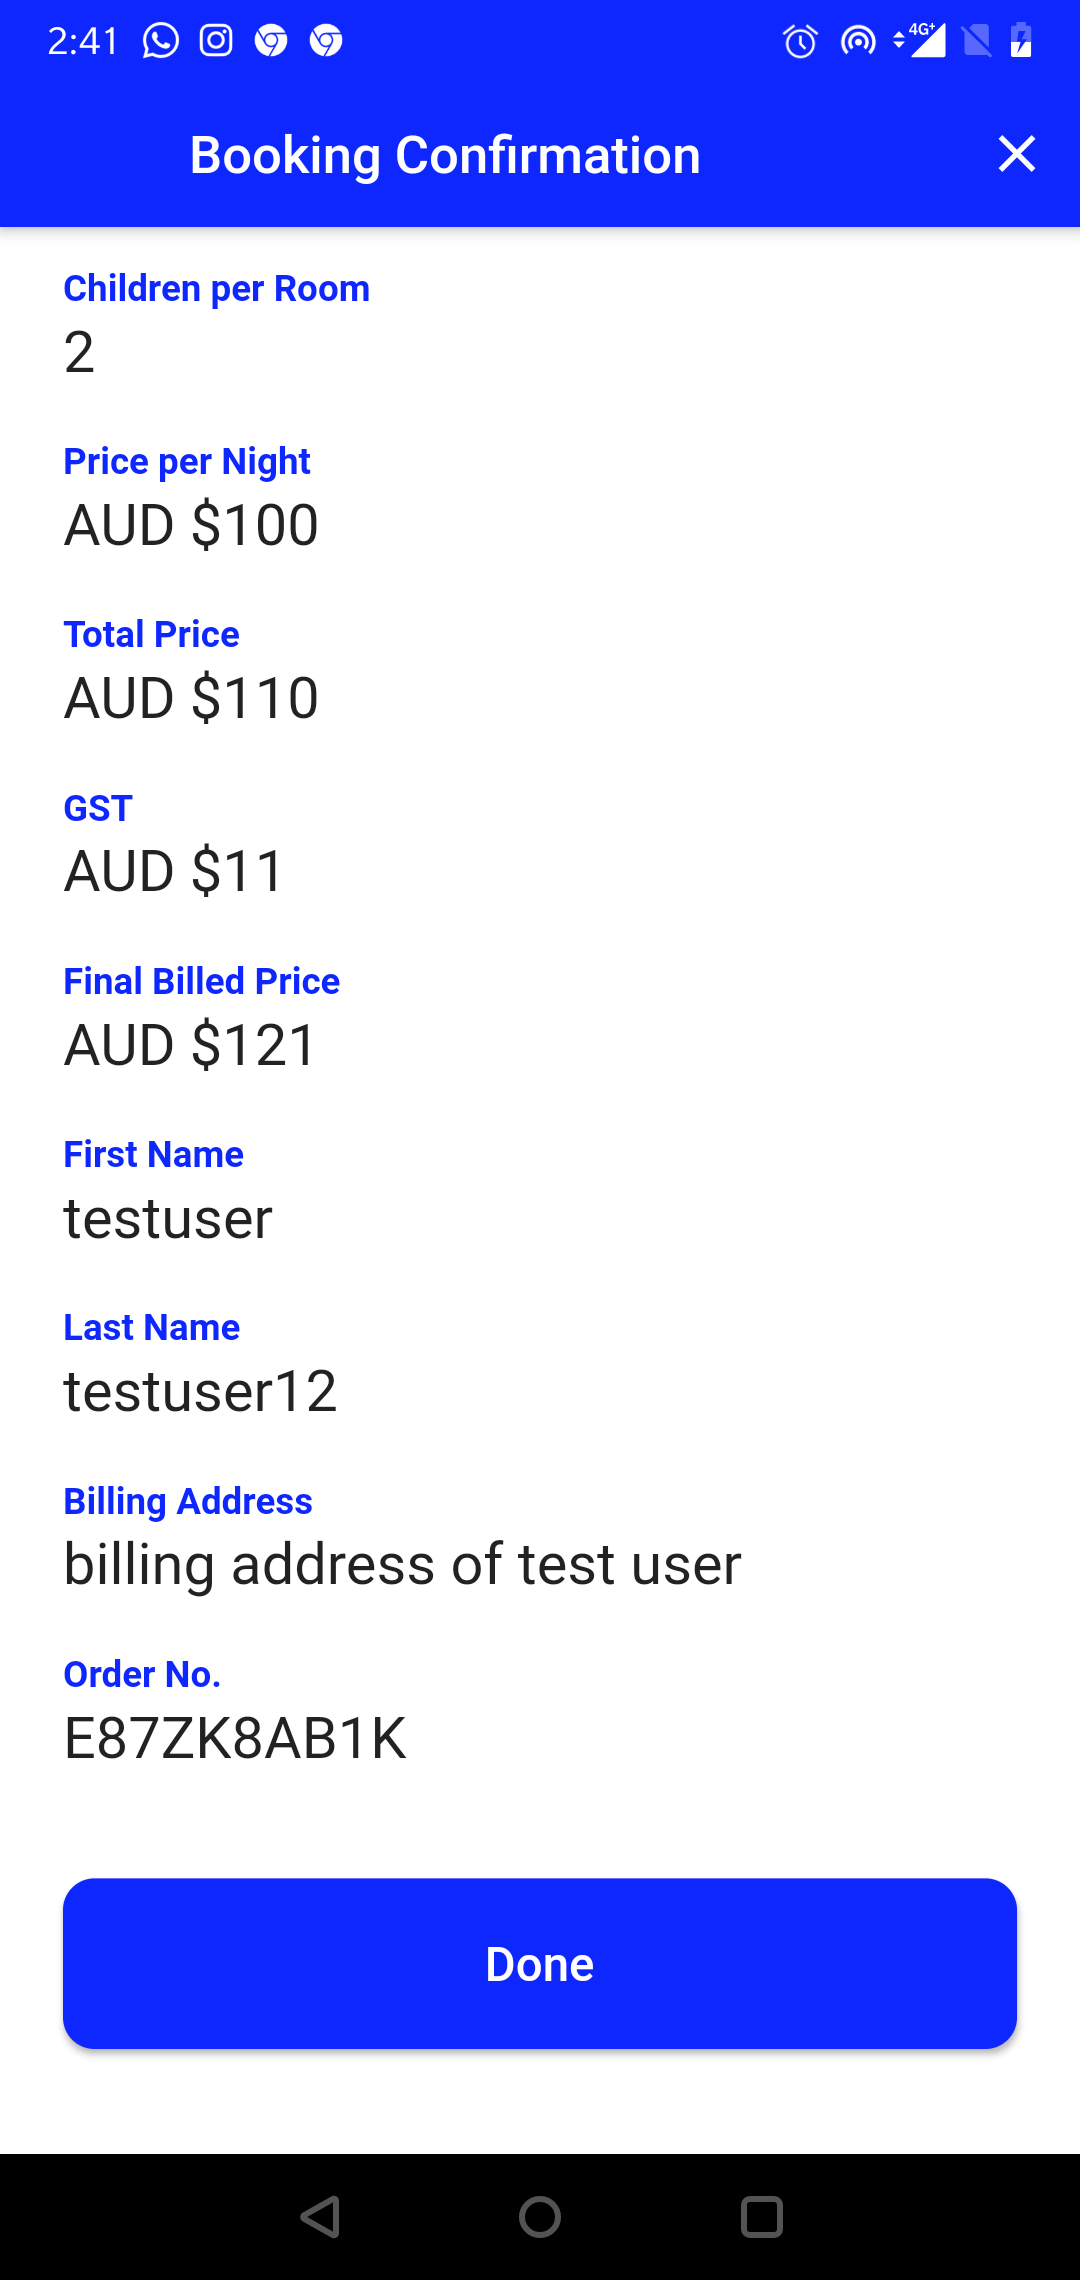 2:41
4G+
Booking Confirmation
Children per Room
2
Price per Night
AUD $100
Total Price
AUD $110
GST
AUD $11
Final Billed Price
AUD $121
First Name
testuser
Last Name
testuser12
Billing Address
billing address of test user
Order No.
E87ZK8AB1K
Done